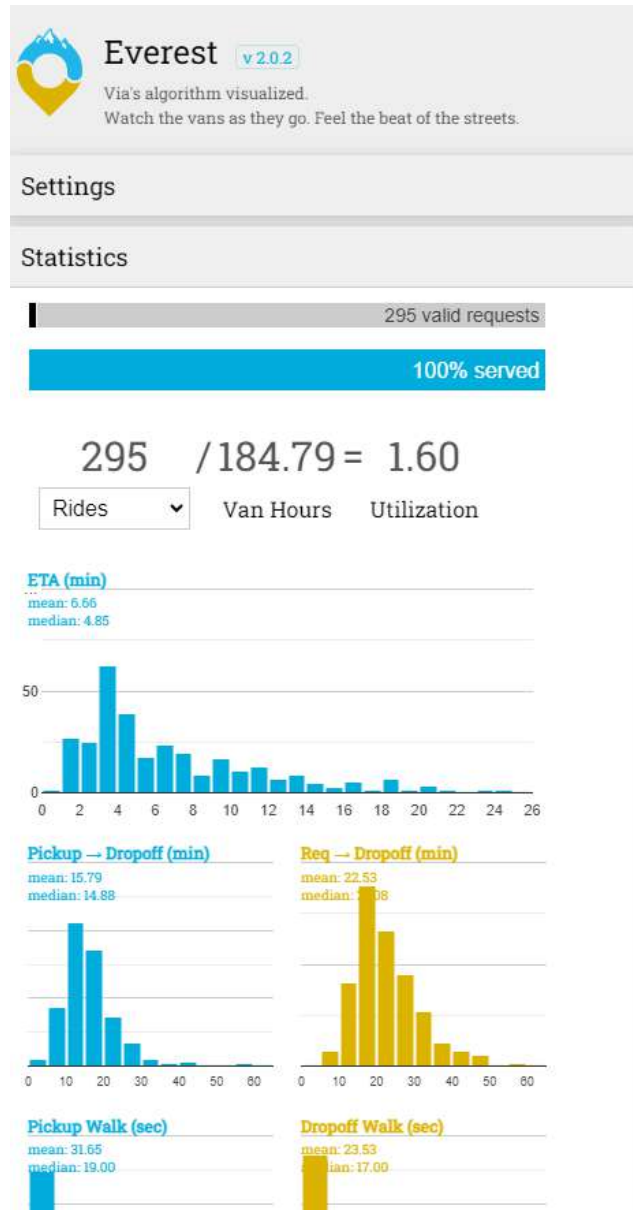 Everest v 2.0.2
Via's algorithm visualized.
Watch the vans as they go. Feel the beat of the streets.
Settings
Statistics
295 valid requests
100% served
295 / 184.79 = 1.60
Rides Van Hours Utilization
ETA (min)
...
mean: 6.66
median: 4.85
50
0
0 2 4 6 8 10 12 14 16 18 20 22 24 26
Pickup → Dropoff (min) Req → Dropoff (min)
mean: 15.79 mean: 22.53
median: 14.88 median:
0 10 20 30 40 50 60 0 10 20 30 40 50 60
Pickup Walk (sec) Dropoff Walk (sec)
mean: 31.65 mean: 23.53
median: 19.00 median: 17.00